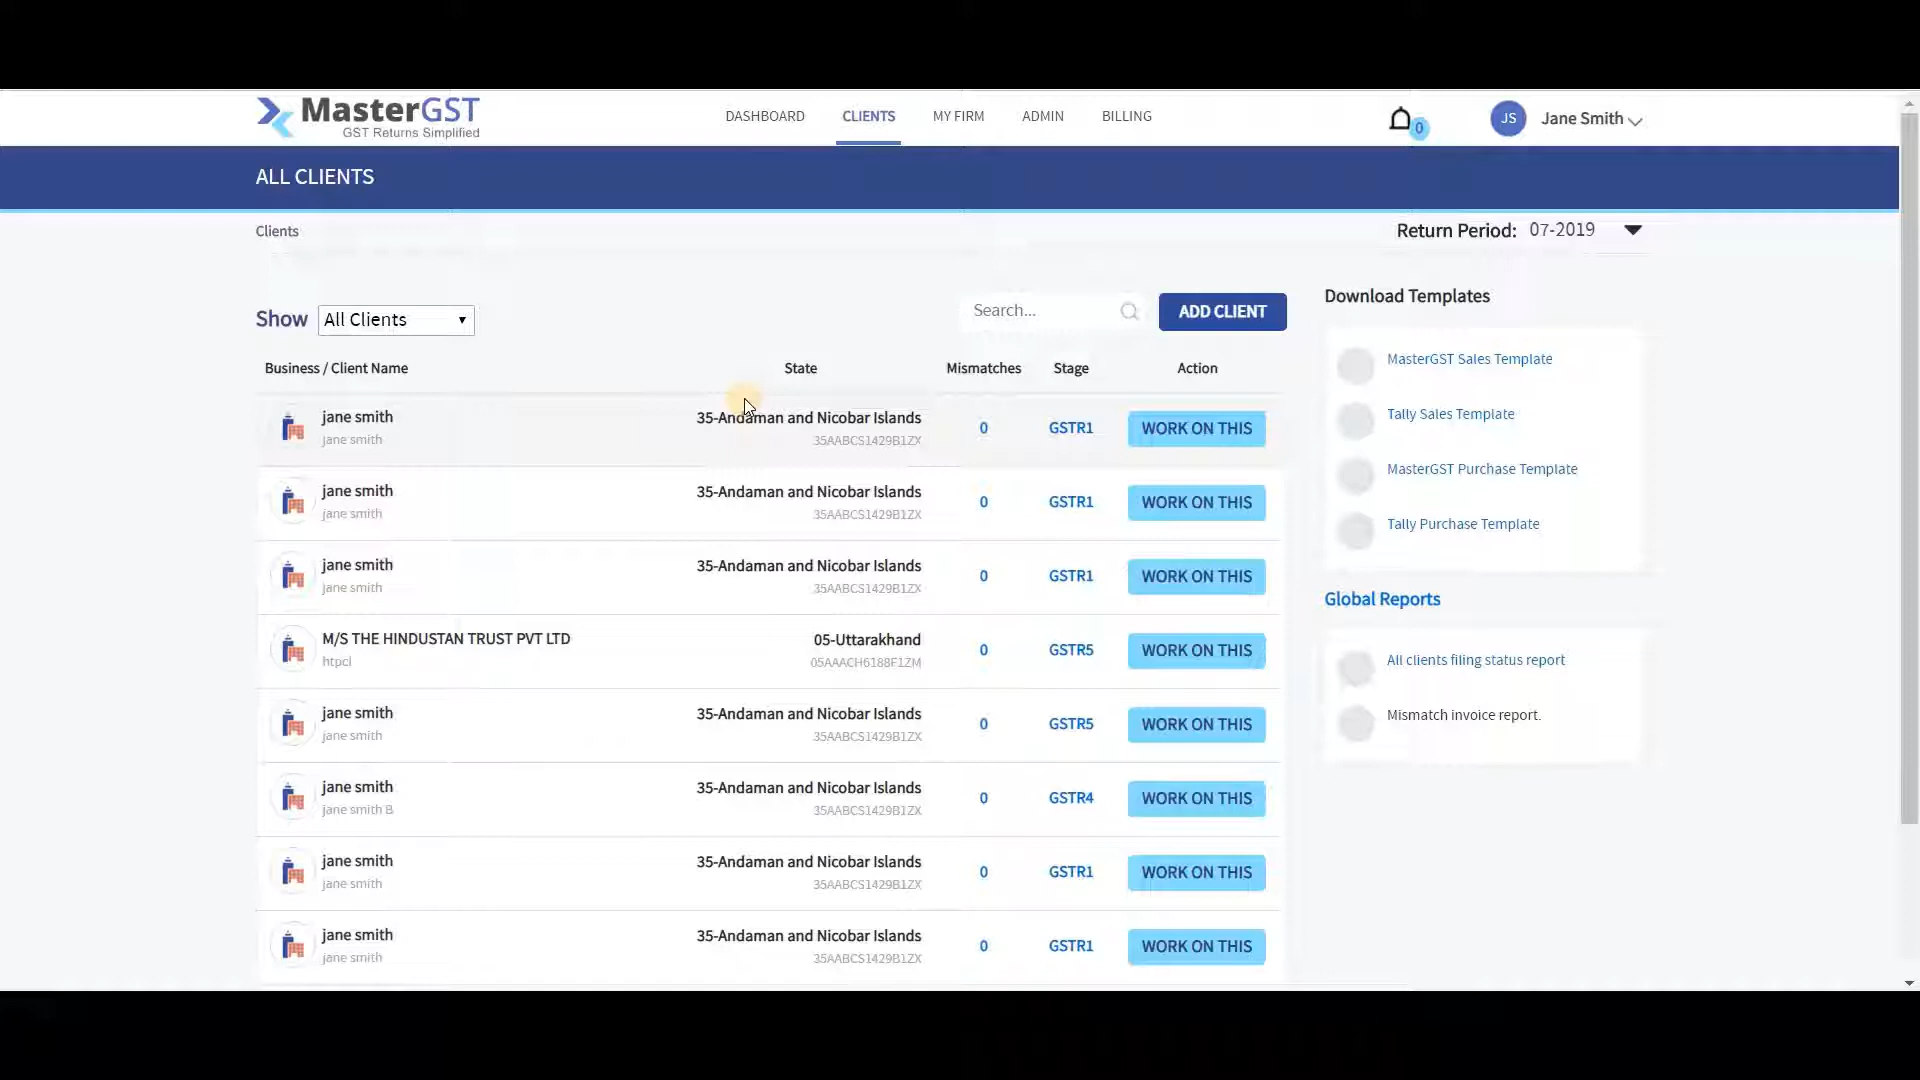 MasterGST
GST Returns Simplified
DASHBOARD
CLIENTS
MY FIRM
ADMIN
BILLING
0
JS
Jane Smith
ALL CLIENTS
Clients
Return Period: 07-2019
Show
All Clients
Search...
ADD CLIENT
Business / Client Name State Mismatches Stage Action
jane smith 35-Andaman and Nicobar Islands 0 GSTR1 WORK ON THIS
jane smith 35AABCS1429B1ZX
jane smith 35-Andaman and Nicobar Islands 0 GSTR1 WORK ON THIS
jane smith 35AABCS1429B1ZX
jane smith 35-Andaman and Nicobar Islands 0 GSTR1 WORK ON THIS
jane smith 35AABCS1429B1ZX
M/S THE HINDUSTAN TRUST PVT LTD 05-Uttarakhand 0 GSTR5 WORK ON THIS
htpcl 05AAACH6188F1ZM
jane smith 35-Andaman and Nicobar Islands 0 GSTR5 WORK ON THIS
jane smith 35AABCS1429B1ZX
jane smith 35-Andaman and Nicobar Islands 0 GSTR4 WORK ON THIS
jane smith B 35AABCS1429B1ZX
jane smith 35-Andaman and Nicobar Islands 0 GSTR1 WORK ON THIS
jane smith 35AABCS1429B1ZX
jane smith 35-Andaman and Nicobar Islands 0 GSTR1 WORK ON THIS
jane smith 35AABCS1429B1ZX
Download Templates
MasterGST Sales Template
Tally Sales Template
MasterGST Purchase Template
Tally Purchase Template
Global Reports
All clients filing status report
Mismatch invoice report.